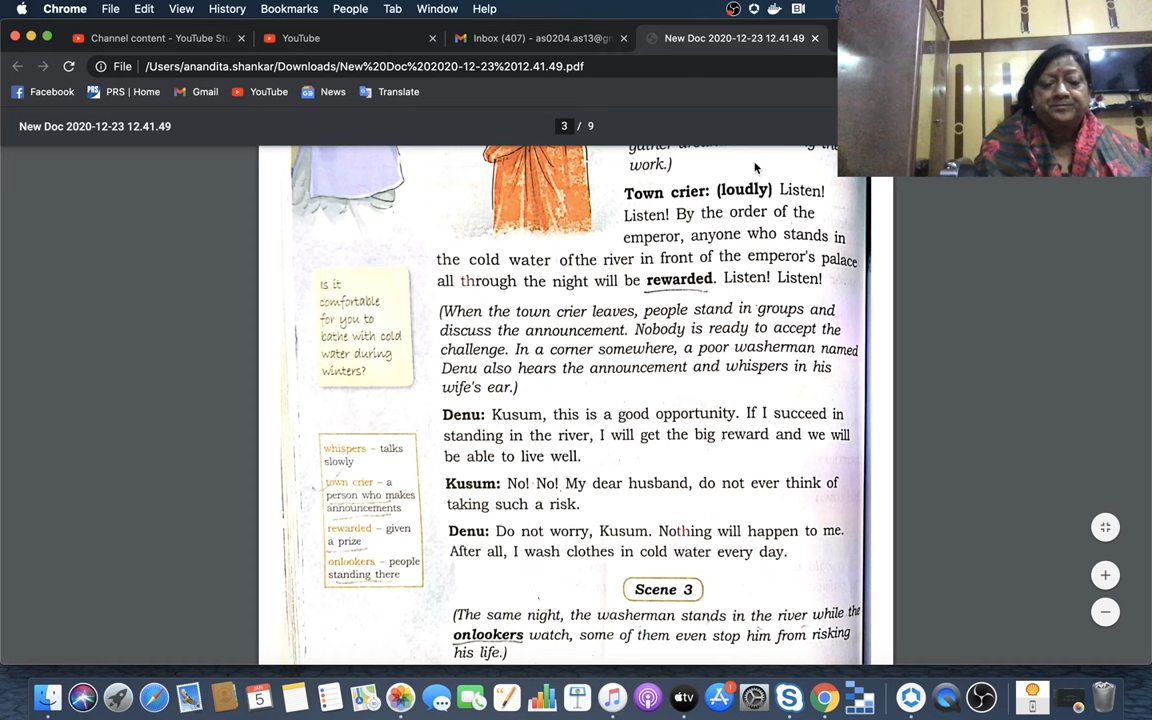 Chrome File Edit View History Bookmarks People Tab Window Help
Channel content - YouTube Stu
YouTube
Inbox (407) - as0204.as13@g
New Doc 2020-12-23 12.41.49
File /Users/anandita.shankar/Downloads/New%20Doc%202020-12-23%2012.41.49.pdf
Facebook PRS | Home Gmail YouTube News Translate
New Doc 2020-12-23 12.41.49
3 / 9
work.)
Town crier: (loudly) Listen!
Listen! By the order of the
emperor, anyone who stands in
the cold water of the river in front of the emperor's palace
all through the night will be rewarded. Listen! Listen!
Is it
comfortable
for you to
bathe with cold
water during
winters?
(When the town crier leaves, people stand in groups and
discuss the announcement. Nobody is ready to accept the
challenge. In a corner somewhere, a poor washerman named
Denu also hears the announcement and whispers in his
wife's ear.)
Denu: Kusum, this is a good opportunity. If I succeed in
standing in the river, I will get the big reward and we will
be able to live well.
whispers – talks
slowly
town crier – a
person who makes
announcements
rewarded – given
a prize
onlookers – people
standing there
Kusum: No! No! My dear husband, do not ever think of
taking such a risk.
Denu: Do not worry, Kusum. Nothing will happen to me.
After all, I wash clothes in cold water every day.
Scene 3
(The same night, the washerman stands in the river while the
onlookers watch, some of them even stop him from risking
his life.)
JAN
5